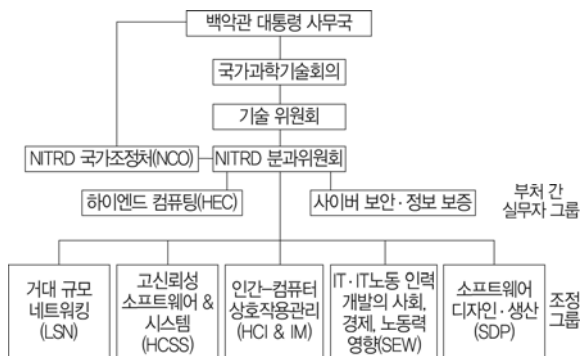 백악관 대통령 사무국
국가과학기술회의
기술 위원회
NITRD 국가조정처(NCO)
NITRD 분과위원회
하이엔드 컴퓨팅(HEC)
사이버 보안·정보 보증
부처 간
실무자 그룹
거대 규모
네트워킹
(LSN)
고신뢰성
소프트웨어 &
시스템
(HCSS)
인간-컴퓨터
상호작용관리
(HCI & IM)
IT·IT노동 인력
개발의 사회,
경제, 노동력
영향(SEW)
소프트웨어
디자인·생산
(SDP)
조정
그룹